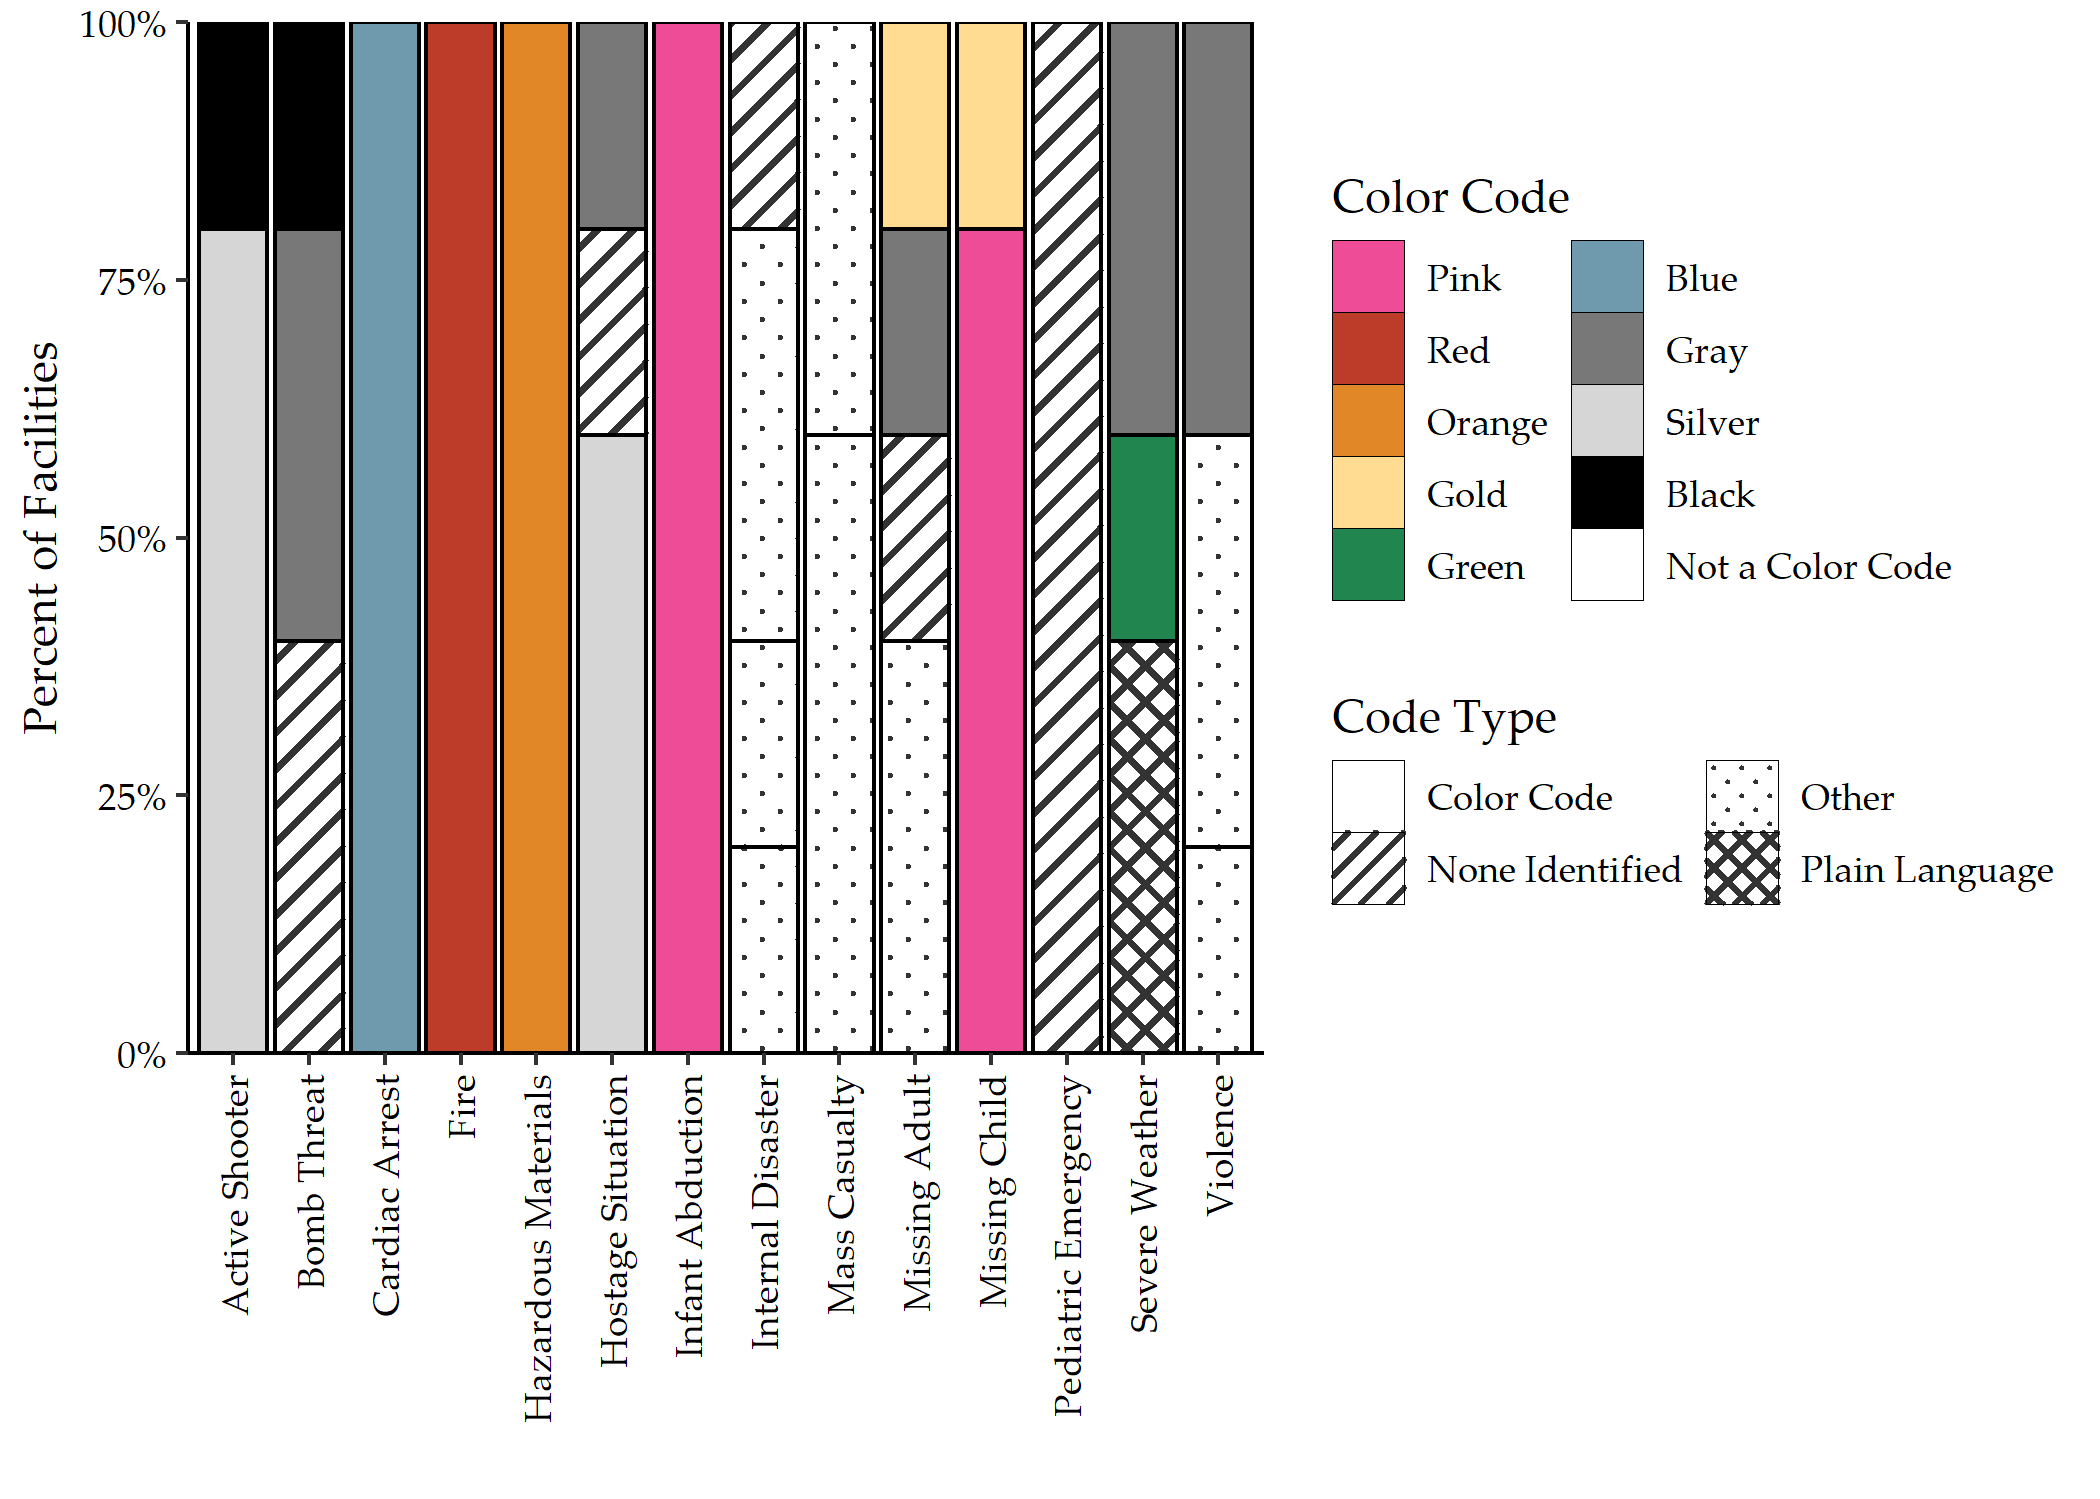 100%
75%
50%
25%
0%
Percent of Facilities
Active Shooter
Bomb Threat
Cardiac Arrest
Fire
Hazardous Materials
Hostage Situation
Infant Abduction
Internal Disaster
Mass Casualty
Missing Adult
Missing Child
Pediatric Emergency
Severe Weather
Violence
Color Code
Pink
Red
Orange
Gold
Green
Blue
Gray
Silver
Black
Not a Color Code
Code Type
Color Code
None Identified
Other
Plain Language